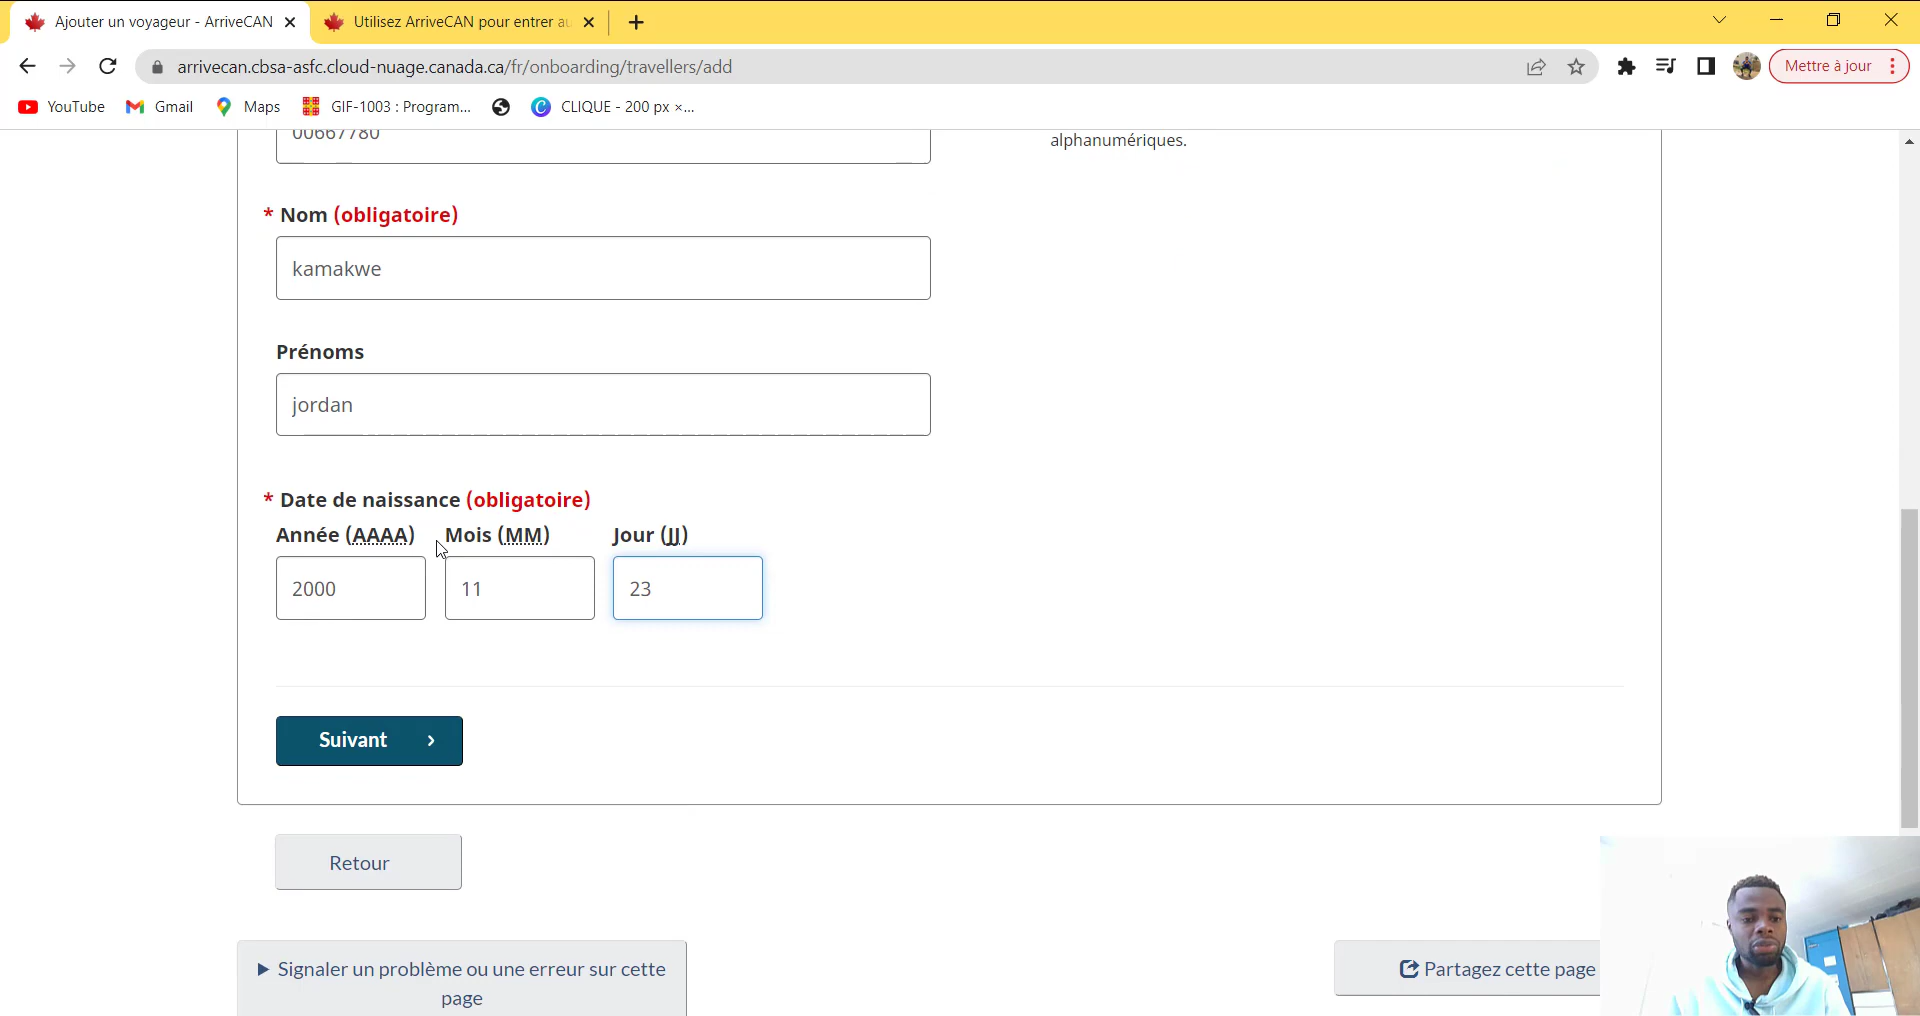 Ajouter un voyageur - ArriveCAN
Utilisez ArriveCAN pour entrer au
arrivecan.cbsa-asfc.cloud-nuage.canada.ca/fr/onboarding/travellers/add
Mettre à jour
YouTube
Gmail
Maps
GIF-1003 : Program...
CLIQUE - 200 px ×...
00667780
alphanumériques.
* Nom (obligatoire)
kamakwe
Prénoms
jordan
* Date de naissance (obligatoire)
Année (AAAA) Mois (MM) Jour (JJ)
2000 11 23
Suivant
Retour
Signaler un problème ou une erreur sur cette
page
Partagez cette page